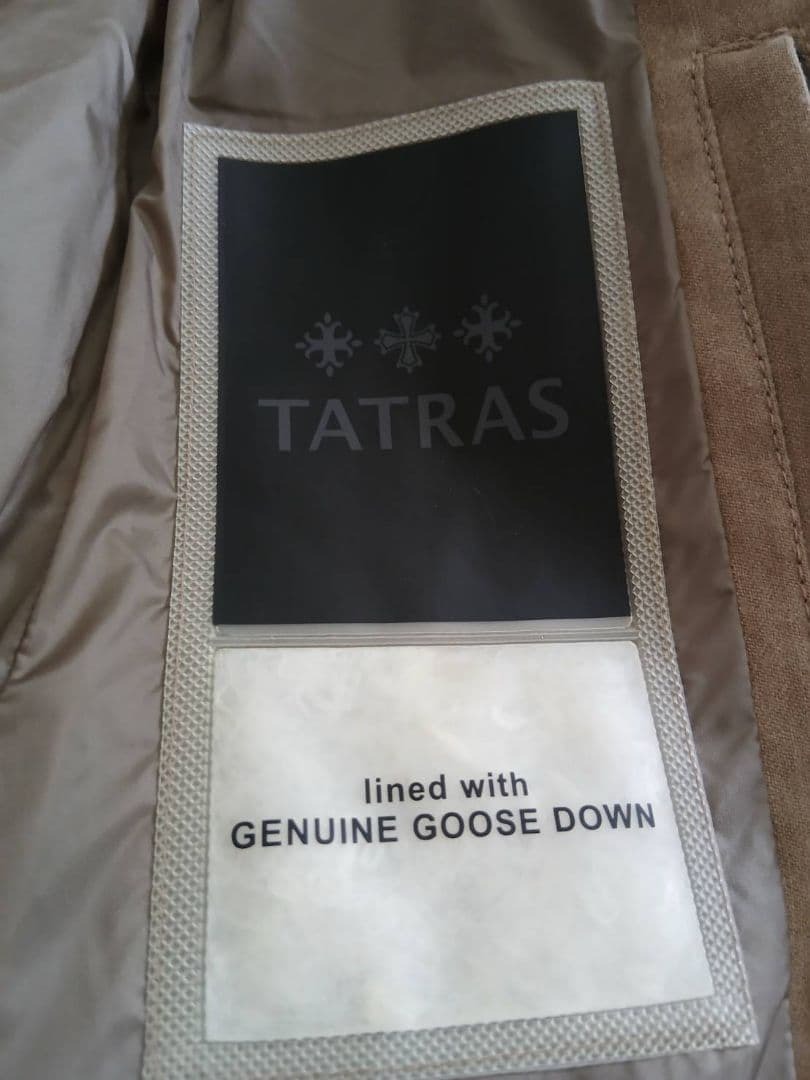 TATRAS
lined with
GENUINE GOOSE DOWN